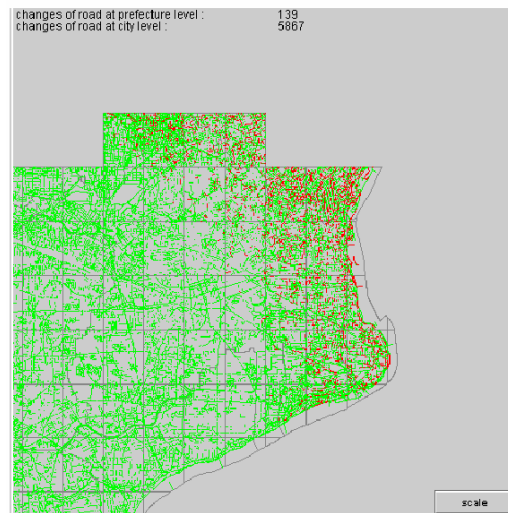 changes of road at prefecture level : 139
changes of road at city level : 5867
scale